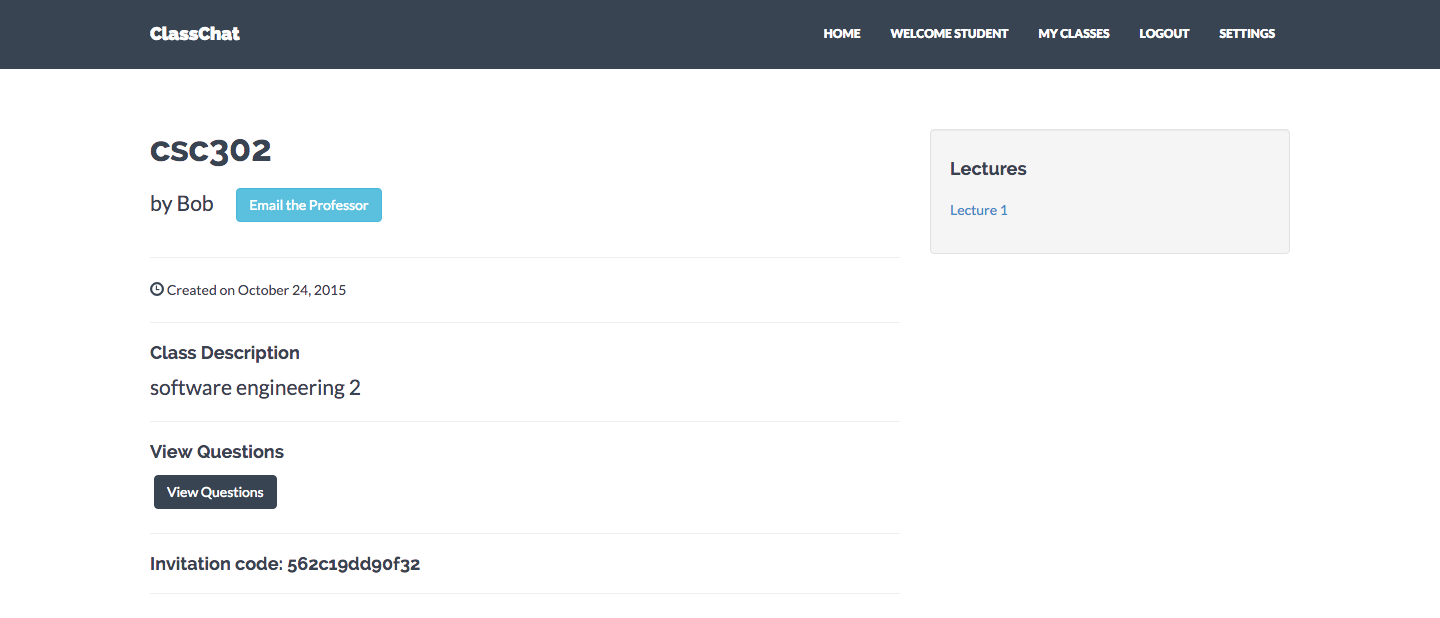 ClassChat
HOME WELCOME STUDENT MY CLASSES LOGOUT SETTINGS
csc302
by Bob Email the Professor
Created on October 24, 2015
Class Description
software engineering 2
View Questions
View Questions
Invitation code: 562c19dd90f32
Lectures
Lecture 1